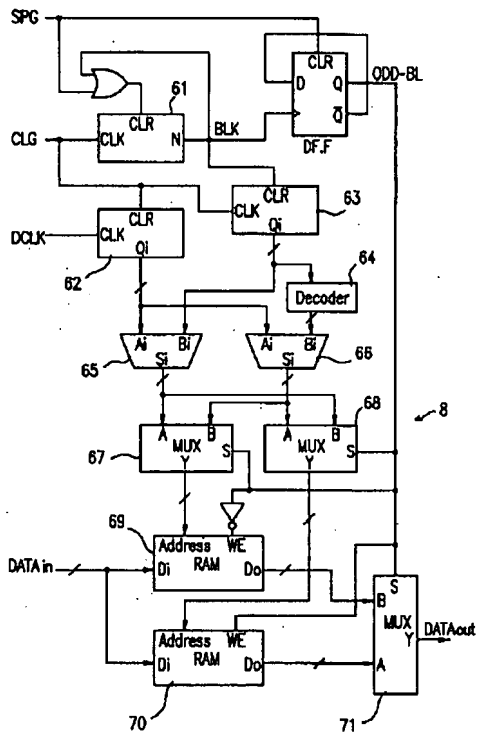 SPG
CLR
D Q ODD-BL
Q
DF.F
61
CLR
CLG CLK N BLK
CLR
CLK 63
Qi
CLR
DCLK CLK
Qi
62
64
Decoder
Ai Bi Ai Bi
65 Si Si 66
68
A B A B
8
67 MUX S MUX S
Y Y
69
Address WE
RAM
DATAin Di Do
S
B
MUX
Y DATAout
A
Address WE
RAM
Di Do
70 71